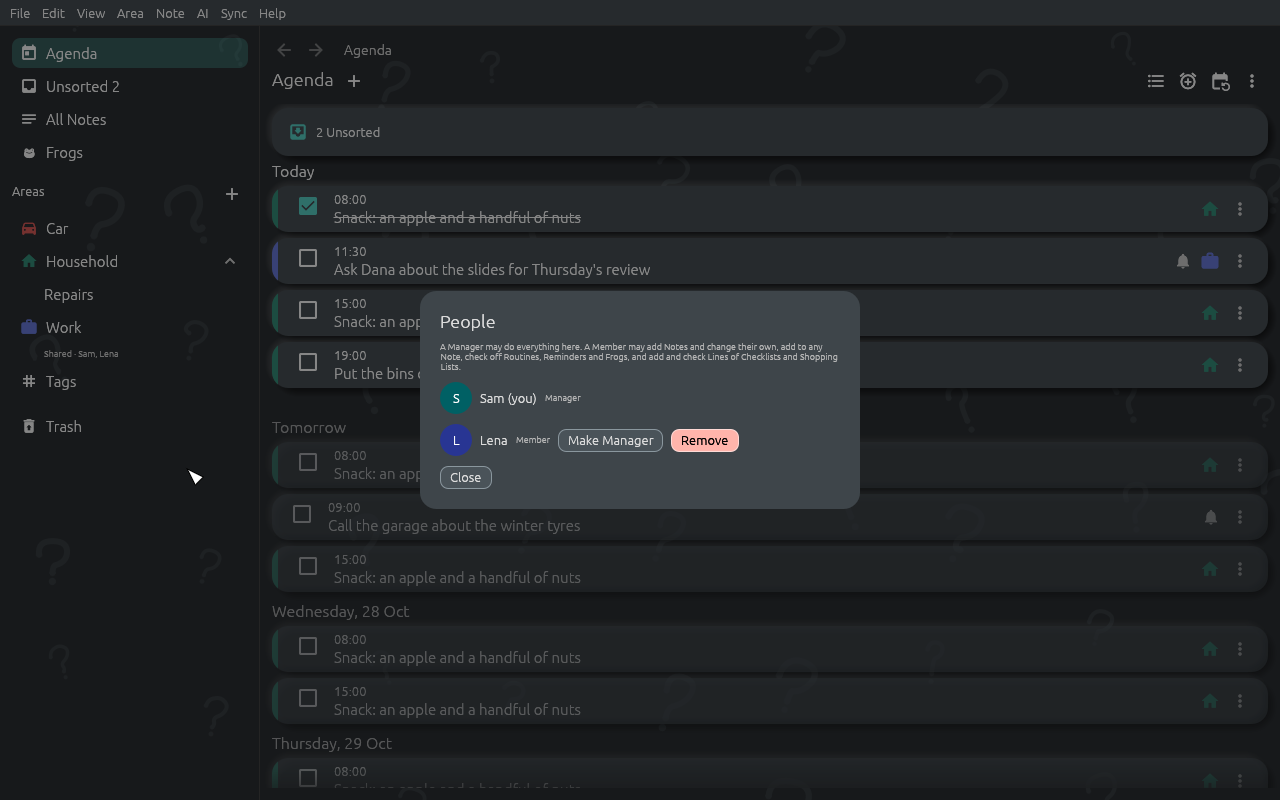 File Edit View Area Note AI Sync Help
Agenda
Unsorted 2
All Notes
Frogs
Areas
Car
Household
Repairs
Work
Shared · Sam, Lena
Tags
Trash
Agenda
Agenda
2 Unsorted
Today
08:00
Snack: an apple and a handful of nuts
11:30
Ask Dana about the slides for Thursday's review
15:00
Snack: an app
19:00
Put the bins
People
A Manager may do everything here. A Member may add Notes and change their own, add to any
Note, check off Routines, Reminders and Frogs, and add and check Lines of Checklists and Shopping
Lists.
S Sam (you) Manager
L Lena Member Make Manager Remove
Close
Tomorrow
08:00
Snack: an app
09:00
Call the garage about the winter tyres
15:00
Snack: an apple and a handful of nuts
Wednesday, 28 Oct
08:00
Snack: an apple and a handful of nuts
15:00
Snack: an apple and a handful of nuts
Thursday, 29 Oct
08:00
Snack: an apple and a handful of nuts